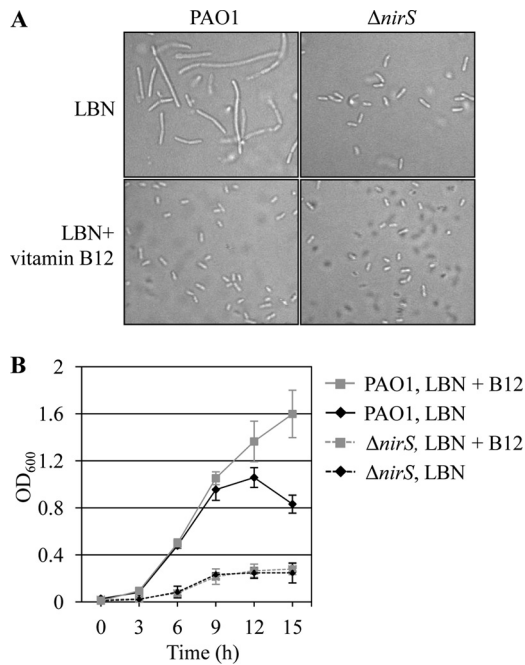 A
PAO1
ΔnirS
LBN
LBN+
vitamin B12
B
2
1.6
1.2
0.8
0.4
0
OD600
0 3 6 9 12 15
Time (h)
PAO1, LBN + B12
PAO1, LBN
ΔnirS, LBN + B12
ΔnirS, LBN